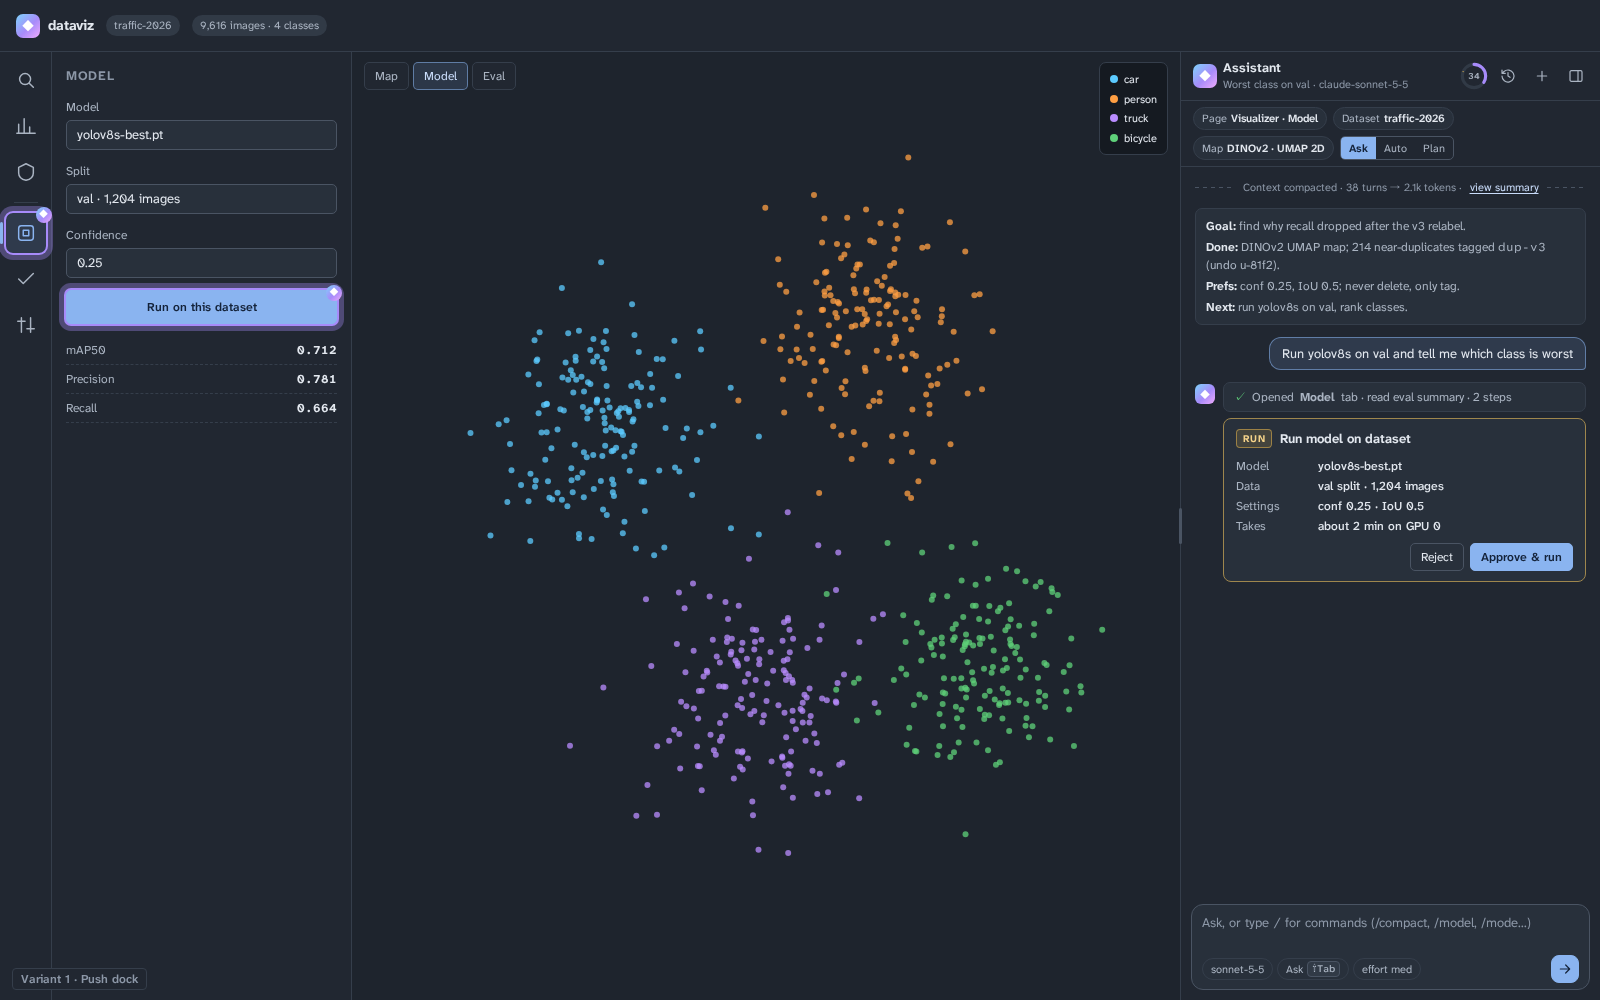 dataviz
traffic-2026
9,616 images · 4 classes
MODEL
Model
yolov8s-best.pt
Split
val · 1,204 images
Confidence
0.25
Run on this dataset
mAP50 0.712
Precision 0.781
Recall 0.664
Map
Model
Eval
car
person
truck
bicycle
Assistant
Worst class on val · claude-sonnet-5-5
34
Page Visualizer · Model
Dataset traffic-2026
Map DINOv2 · UMAP 2D
Ask
Auto
Plan
Context compacted · 38 turns → 2.1k tokens · view summary
Goal: find why recall dropped after the v3 relabel.
Done: DINOv2 UMAP map; 214 near-duplicates tagged dup-v3
(undo u-81f2).
Prefs: conf 0.25, IoU 0.5; never delete, only tag.
Next: run yolov8s on val, rank classes.
Run yolov8s on val and tell me which class is worst
✓ Opened Model tab · read eval summary · 2 steps
RUN Run model on dataset
Model yolov8s-best.pt
Data val split · 1,204 images
Settings conf 0.25 · IoU 0.5
Takes about 2 min on GPU 0
Reject
Approve & run
Ask, or type / for commands (/compact, /model, /mode…)
sonnet-5-5
Ask ⇧Tab
effort med
Variant 1 · Push dock